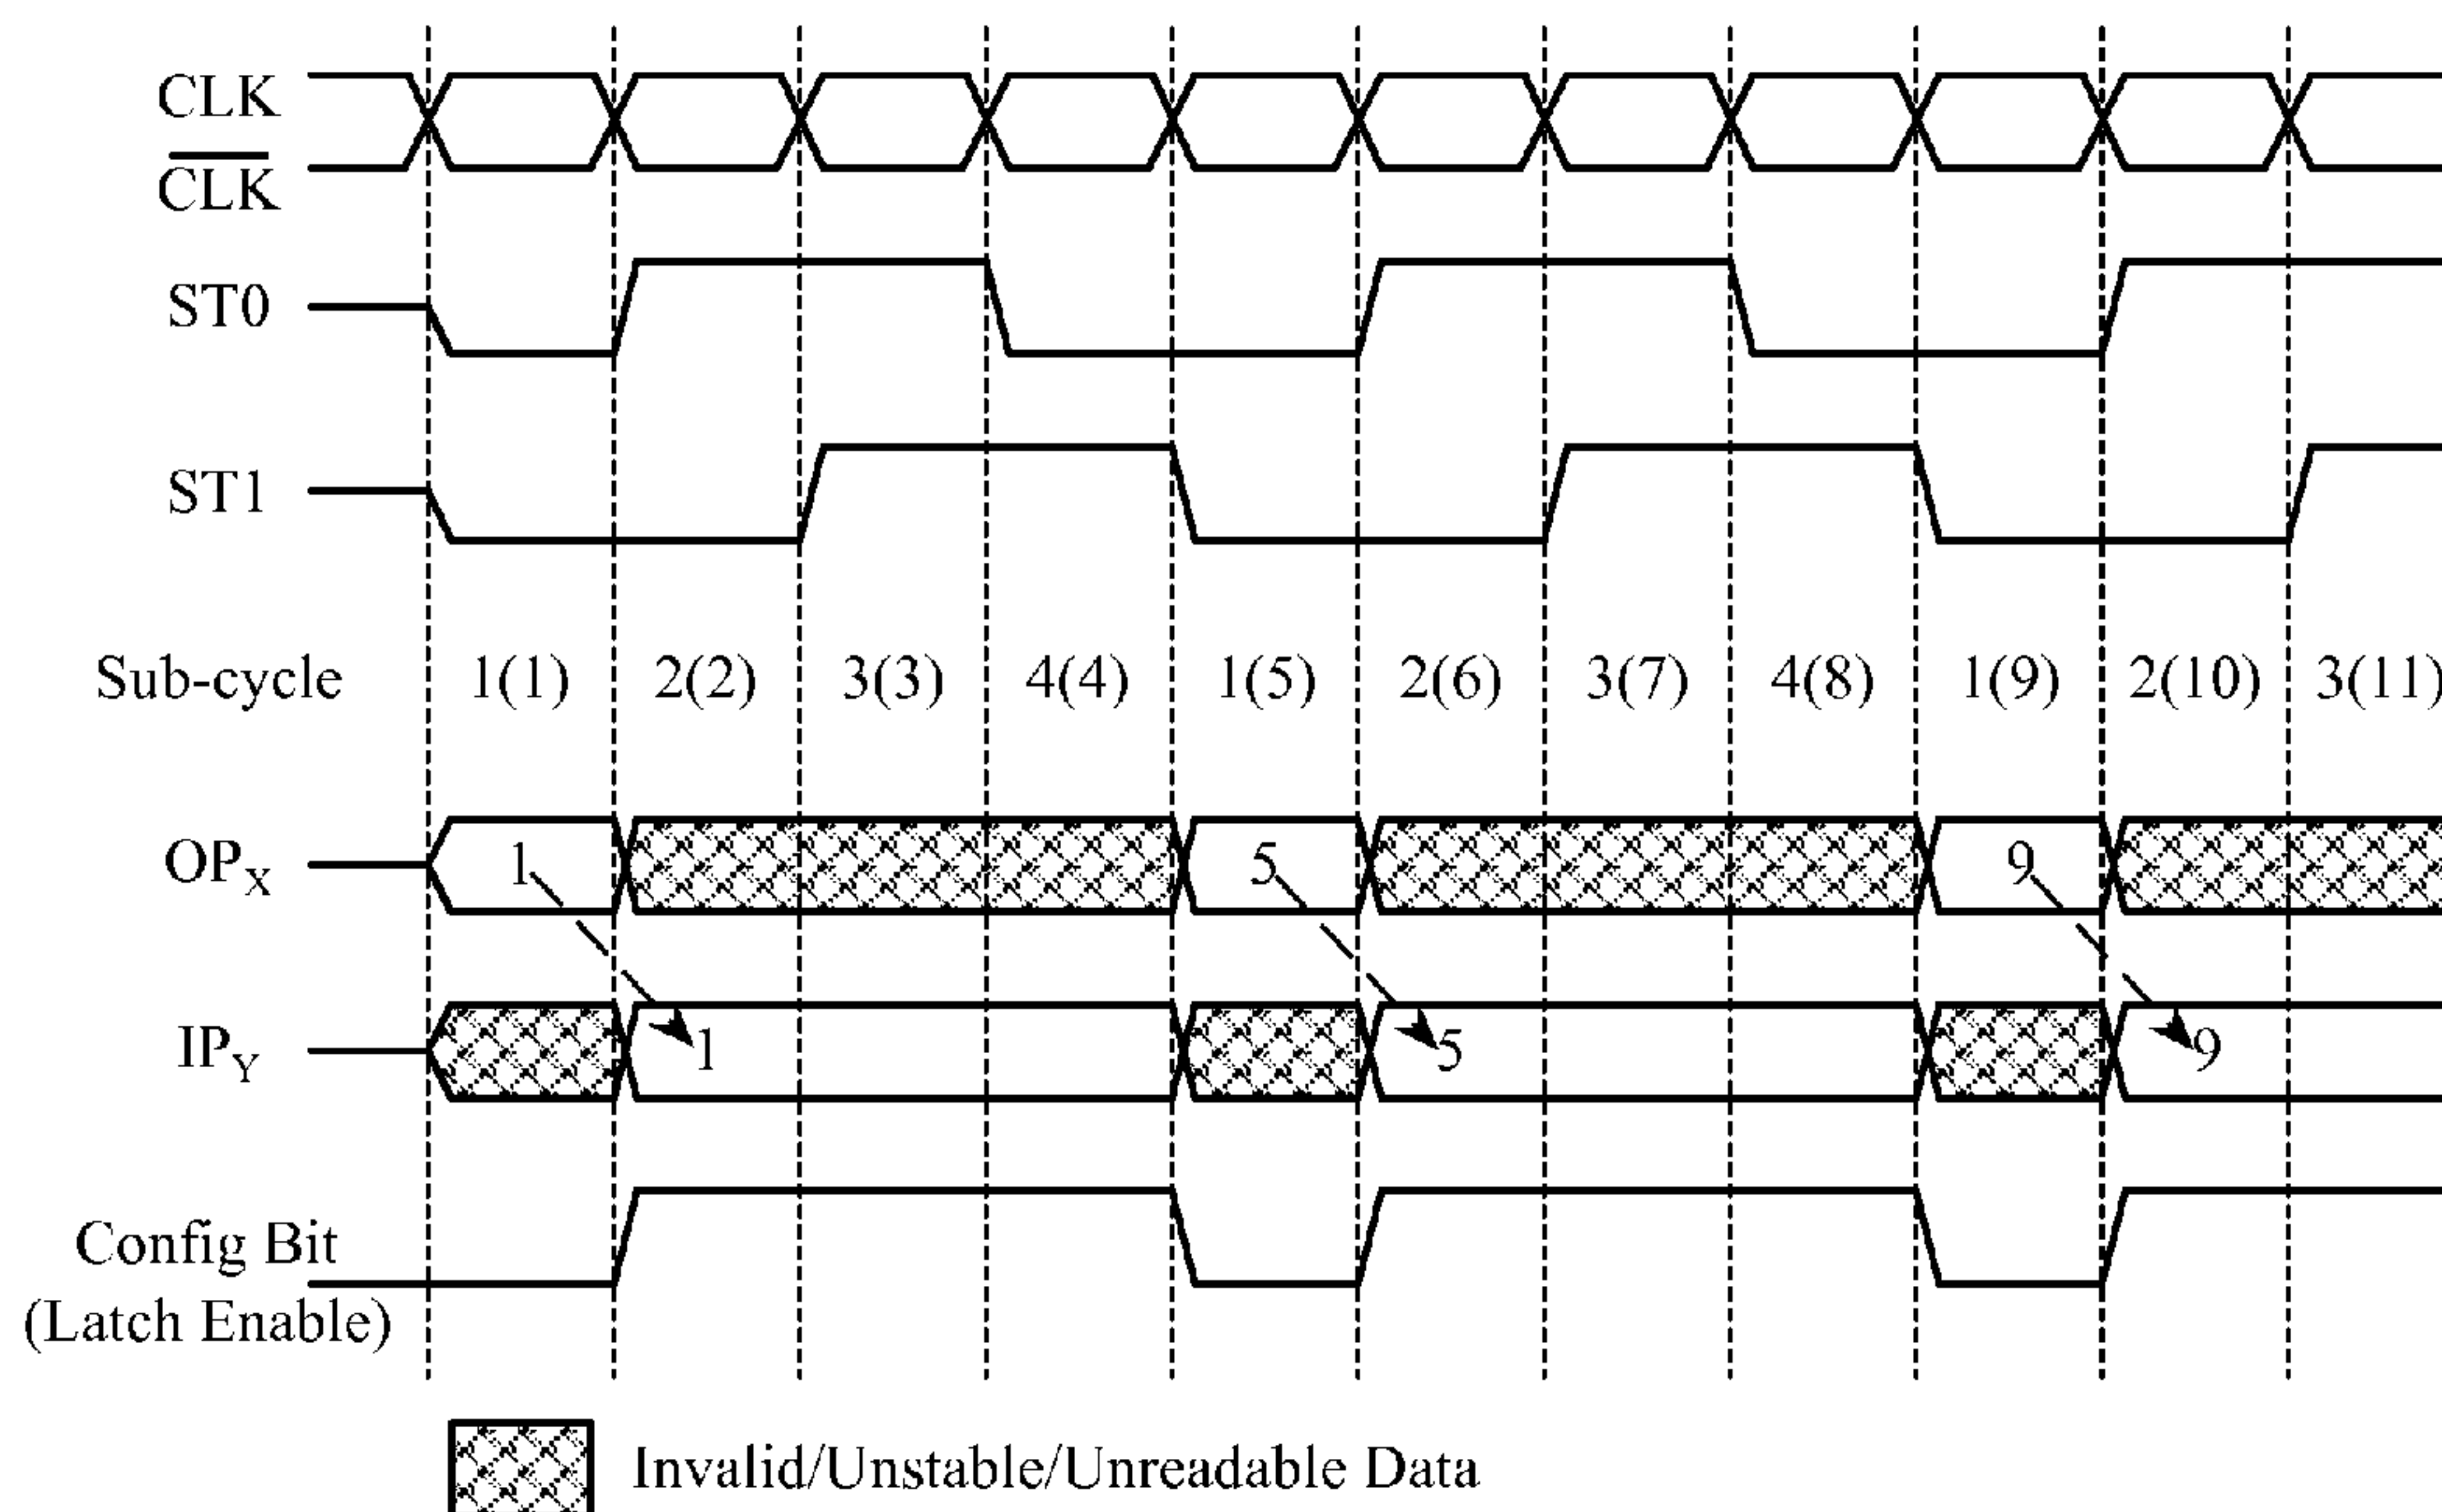 CLK
C̅L̅K̅
ST0
ST1
Sub-cycle 1(1) 2(2) 3(3) 4(4) 1(5) 2(6) 3(7) 4(8) 1(9) 2(10) 3(11)
OPX 1 5 9
IPY 1 5 9
Config Bit
(Latch Enable)
Invalid/Unstable/Unreadable Data